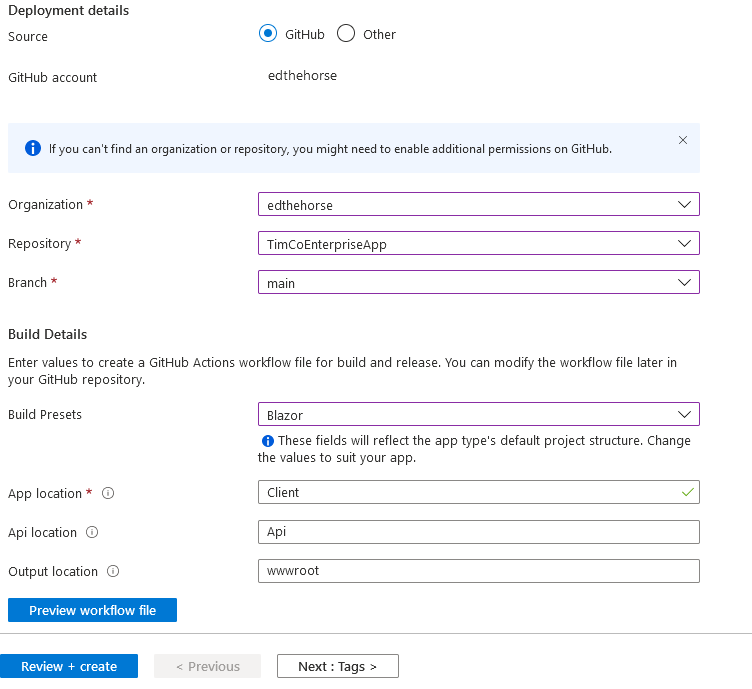 Deployment details
Source
GitHub
Other
GitHub account
edthehorse
If you can't find an organization or repository, you might need to enable additional permissions on GitHub.
Organization *
edthehorse
Repository *
TimCoEnterpriseApp
Branch *
main
Build Details
Enter values to create a GitHub Actions workflow file for build and release. You can modify the workflow file later in
your GitHub repository.
Build Presets
Blazor
These fields will reflect the app type's default project structure. Change
the values to suit your app.
App location *
Client
Api location
Api
Output location
wwwroot
Preview workflow file
Review + create
< Previous
Next : Tags >